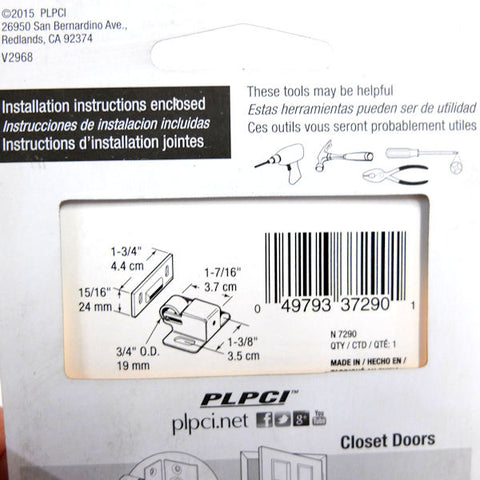 ©2015 PLPCI
26950 San Bernardino Ave.,
Redlands, CA 92374
V2968
Installation instructions enclosed
Instrucciones de instalacion incluidas
Instructions d'installation jointes
These tools may be helpful
Estas herramientas pueden ser de utilidad
Ces outils vous seront probablement utiles
1-3/4"
4.4 cm
15/16"
24 mm
1-7/16"
3.7 cm
3/4" O.D.
19 mm
1-3/8"
3.5 cm
0 49793 37290 1
N 7290
QTY / CTD / QTÉ: 1
MADE IN / HECHO EN /
PLPCI™
plpci.net
You Tube
Closet Doors